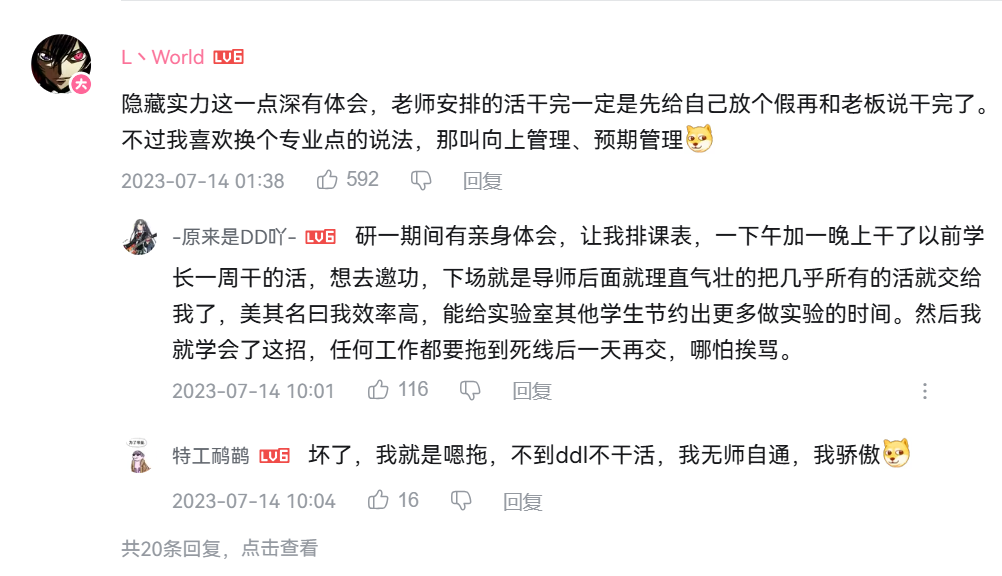 L丶World LV6
大
隐藏实力这一点深有体会，老师安排的活干完一定是先给自己放个假再和老板说干完了。
不过我喜欢换个专业点的说法，那叫向上管理、预期管理
2023-07-14 01:38 592 回复
-原来是DD吖- LV6 研一期间有亲身体会，让我排课表，一下午加一晚上干了以前学
长一周干的活，想去邀功，下场就是导师后面就理直气壮的把几乎所有的活就交给
我了，美其名曰我效率高，能给实验室其他学生节约出更多做实验的时间。然后我
就学会了这招，任何工作都要拖到死线后一天再交，哪怕挨骂。
2023-07-14 10:01 116 回复
特工鸸鹋 LV6 坏了，我就是嗯拖，不到ddl不干活，我无师自通，我骄傲
2023-07-14 10:04 16 回复
共20条回复，点击查看